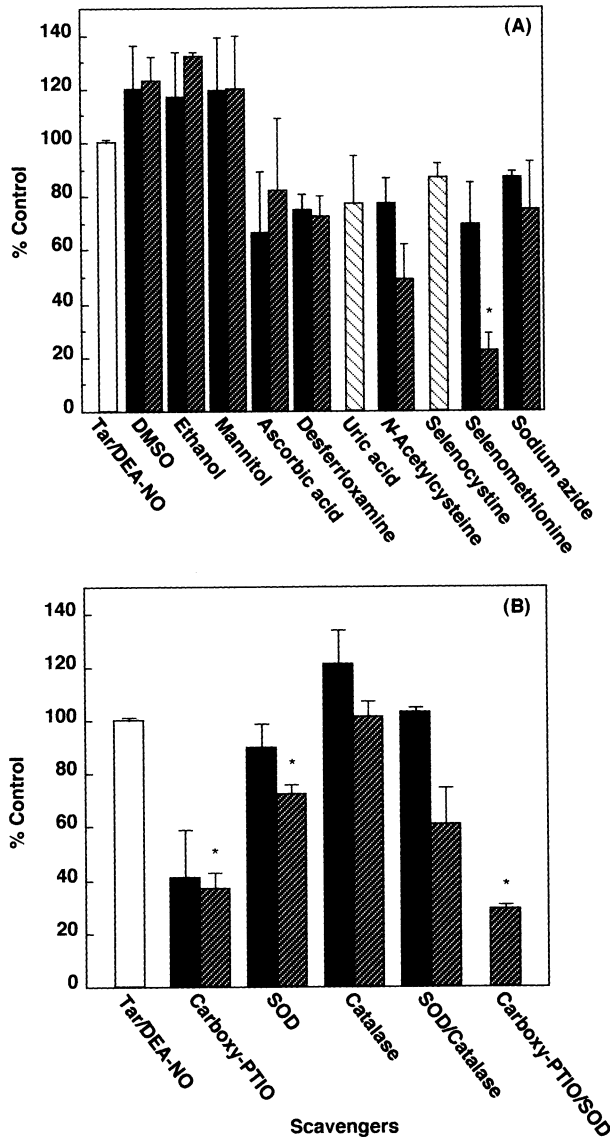 (A)
% Control
140
120
100
80
60
40
20
0
Tar/DEA-NO
DMSO
Ethanol
Mannitol
Ascorbic acid
Desferrioxamine
Uric acid
N-Acetylcysteine
Selenocystine
Selenomethionine
Sodium azide
*
(B)
% Control
140
120
100
80
60
40
20
0
*
*
*
Tar/DEA-NO
Carboxy-PTIO
SOD
Catalase
SOD/Catalase
Carboxy-PTIO/SOD
Scavengers